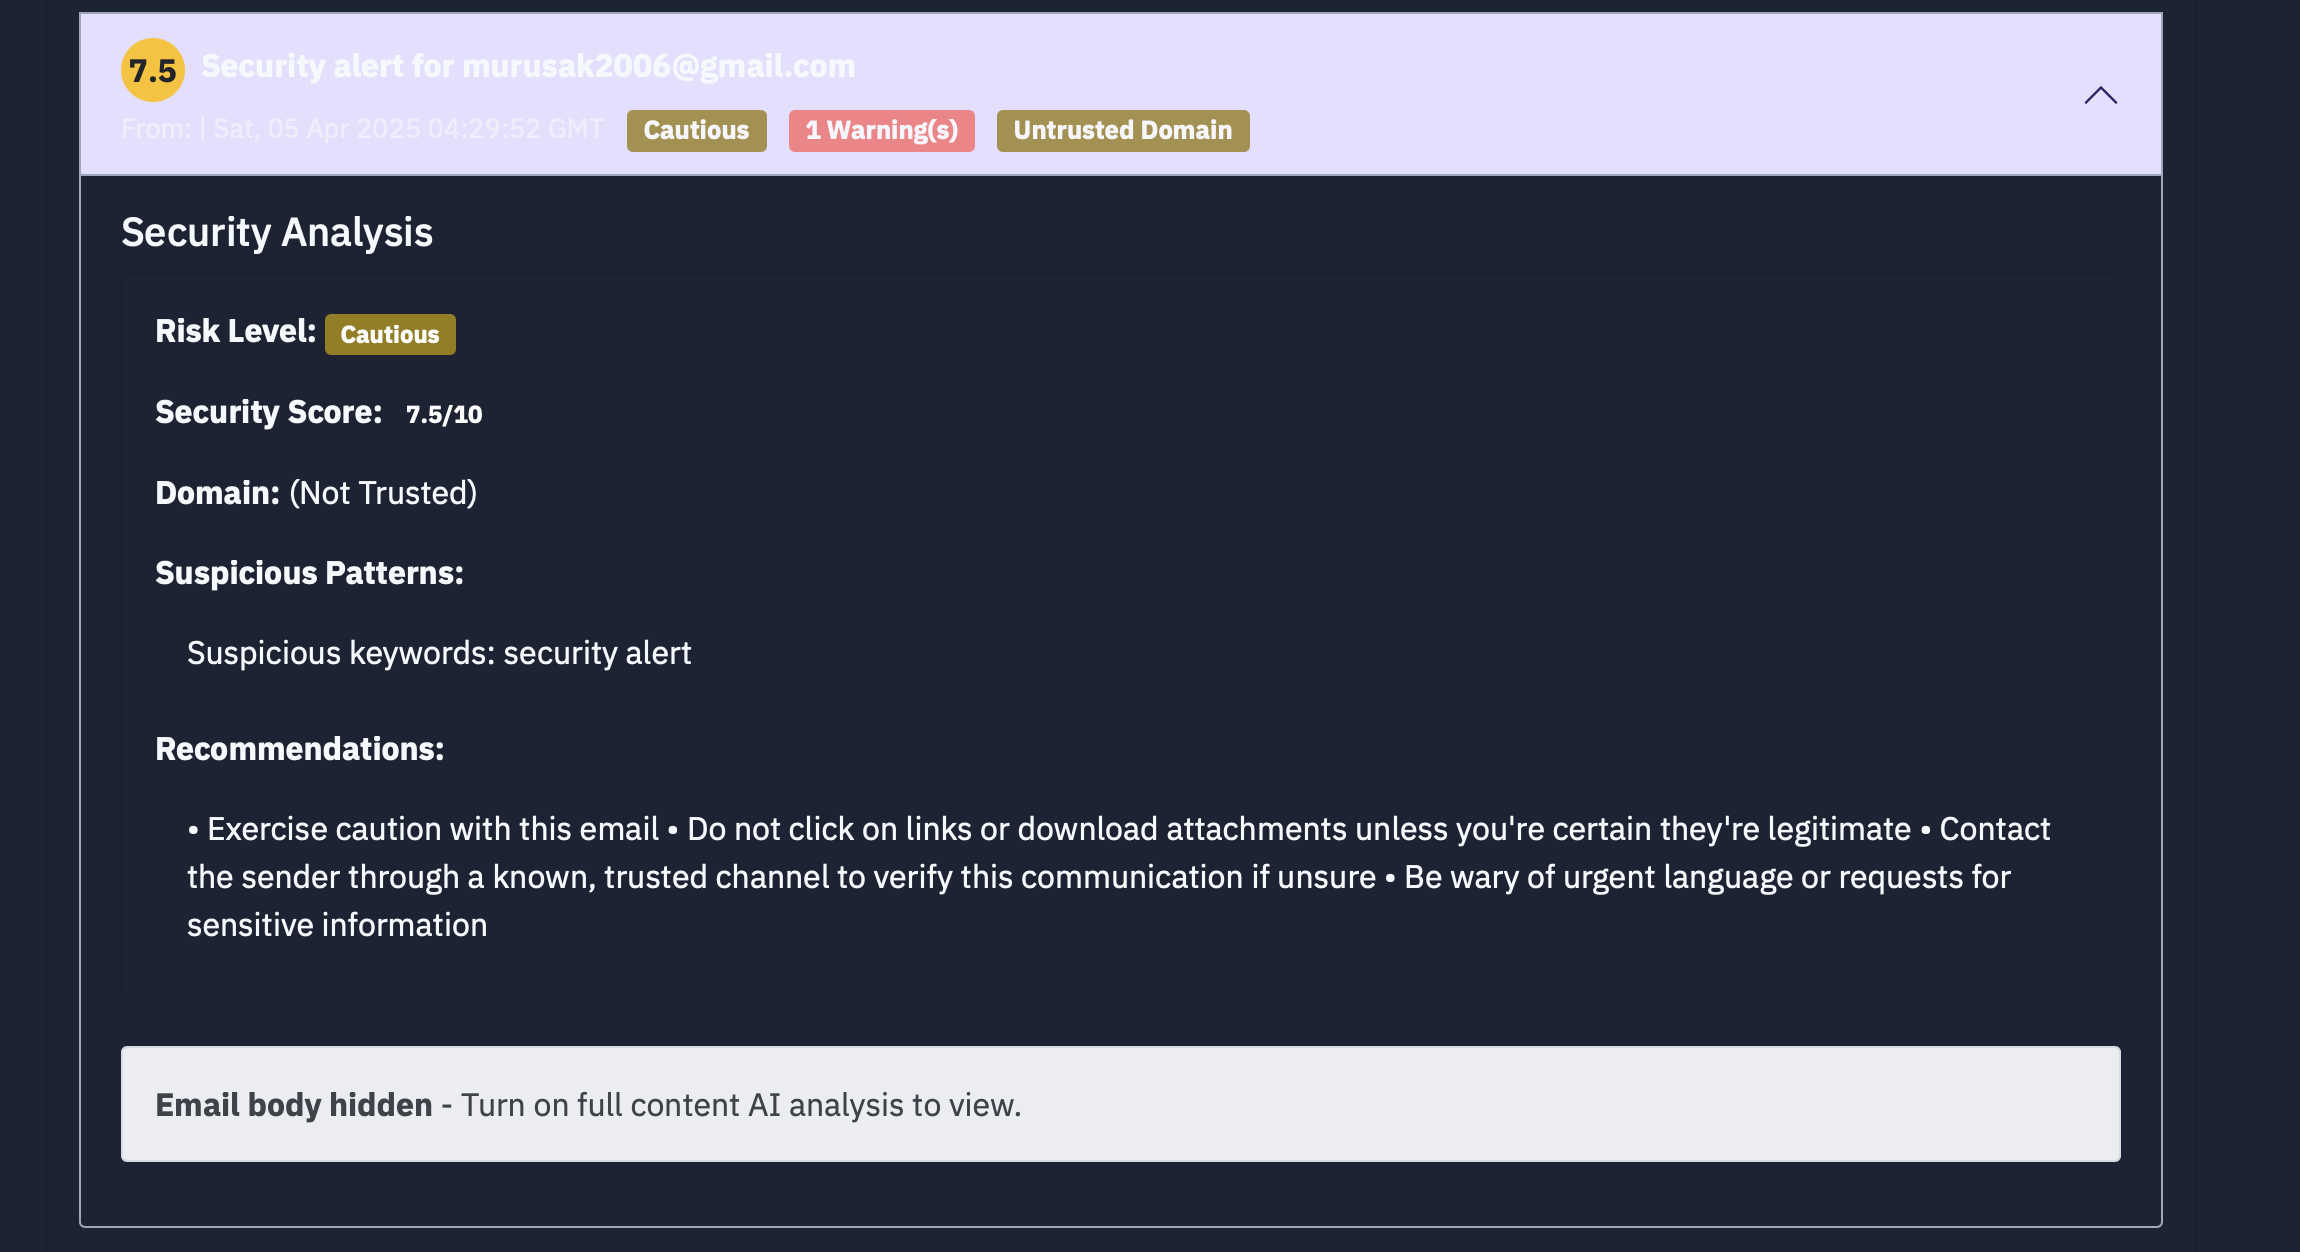 7.5 Security alert for murusak2006@gmail.com
From: | Sat, 05 Apr 2025 04:29:52 GMT Cautious 1 Warning(s) Untrusted Domain
Security Analysis
Risk Level: Cautious
Security Score: 7.5/10
Domain: (Not Trusted)
Suspicious Patterns:
Suspicious keywords: security alert
Recommendations:
• Exercise caution with this email • Do not click on links or download attachments unless you're certain they're legitimate • Contact
the sender through a known, trusted channel to verify this communication if unsure • Be wary of urgent language or requests for
sensitive information
Email body hidden - Turn on full content AI analysis to view.